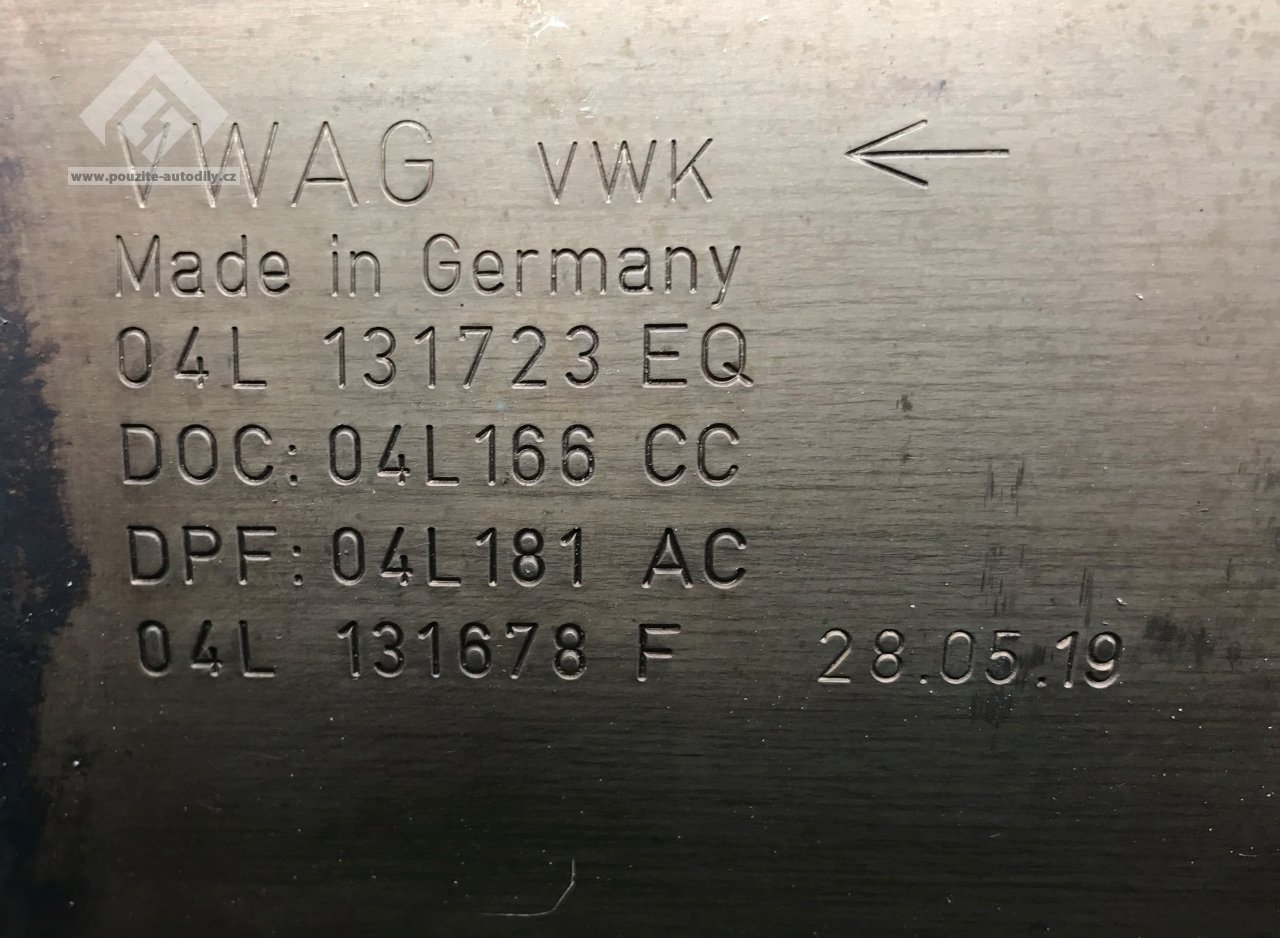 VWAG VWK ←
www.pouzite-autodily.cz
Made in Germany
04L 131723 EQ
DOC: 04L166 CC
DPF: 04L181 AC
04L 131678 F 28.05.19